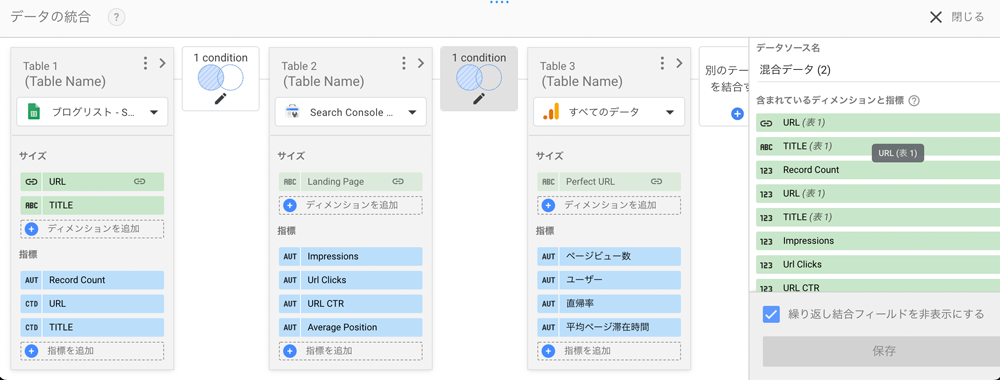 データの統合 ?
閉じる
Table 1
(Table Name)
ブログリスト - S...
サイズ
URL
ABC TITLE
ディメンションを追加
指標
AUT Record Count
CTD URL
CTD TITLE
指標を追加
1 condition
Table 2
(Table Name)
Search Console ...
サイズ
ABC Landing Page
ディメンションを追加
指標
AUT Impressions
AUT Url Clicks
AUT URL CTR
AUT Average Position
指標を追加
1 condition
Table 3
(Table Name)
すべてのデータ
サイズ
ABC Perfect URL
ディメンションを追加
指標
AUT ページビュー数
AUT ユーザー
AUT 直帰率
AUT 平均ページ滞在時間
指標を追加
別のテー
を結合す
データソース名
混合データ (2)
含まれているディメンションと指標 ?
URL (表 1)
ABC TITLE (表 1)
URL (表 1)
123 Record Count
123 URL (表 1)
123 TITLE (表 1)
123 Impressions
123 Url Clicks
123 URL CTR
繰り返し結合フィールドを非表示にする
保存